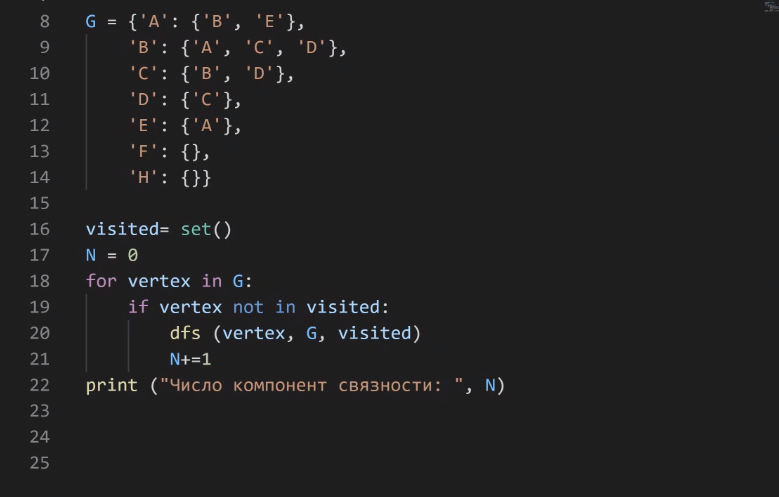 8 G = {'A': {'B', 'E'},
9 'B': {'A', 'C', 'D'},
10 'C': {'B', 'D'},
11 'D': {'C'},
12 'E': {'A'},
13 'F': {},
14 'H': {}}
15
16 visited= set()
17 N = 0
18 for vertex in G:
19 if vertex not in visited:
20 dfs (vertex, G, visited)
21 N+=1
22 print ("Число компонент связности: ", N)
23
24
25